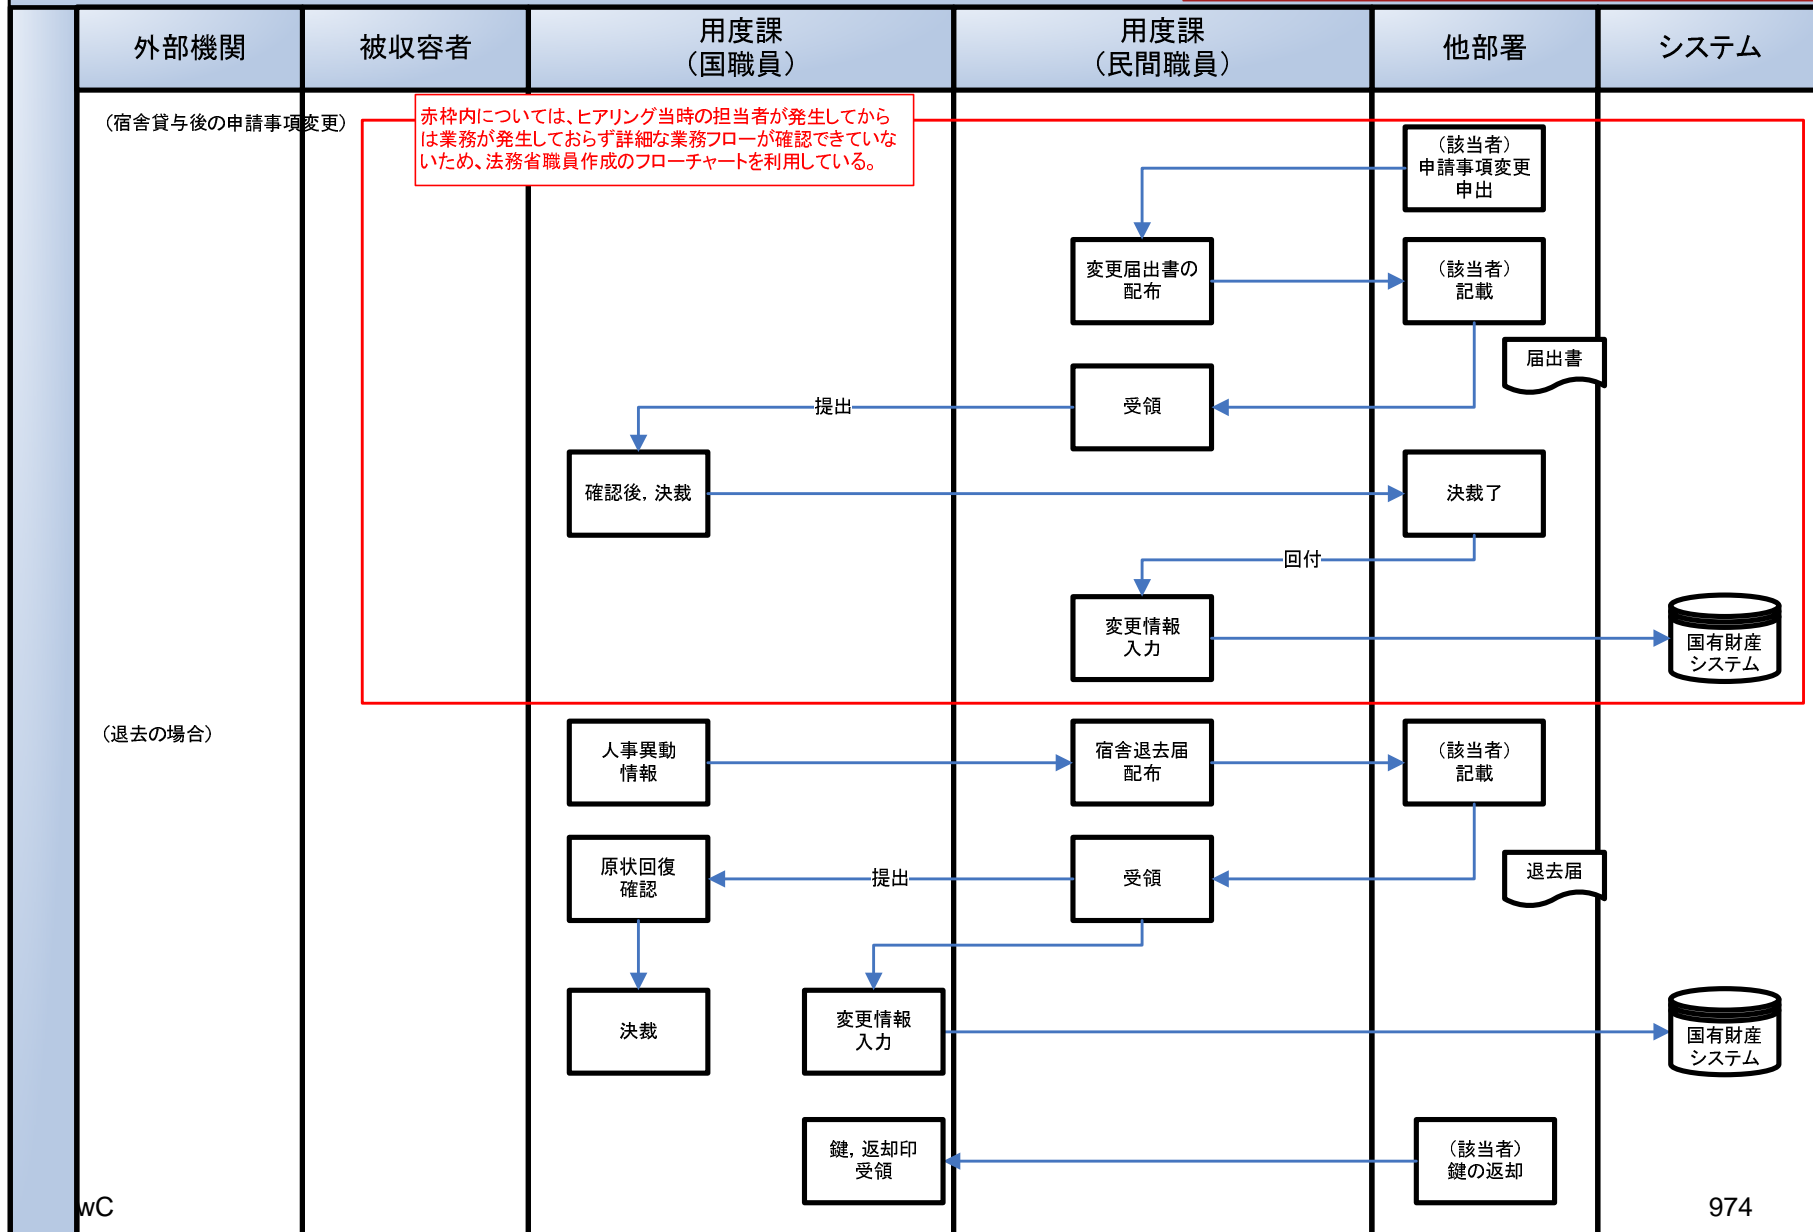 外部機関
被収容者
用度課
（国職員）
用度課
（民間職員）
他部署
システム
（宿舎貸与後の申請事項変更）
赤枠内については、ヒアリング当時の担当者が発生してから
は業務が発生しておらず詳細な業務フローが確認できていな
いため、法務省職員作成のフローチャートを利用している。
（該当者）
申請事項変更
申出
変更届出書の
配布
（該当者）
記載
届出書
提出
受領
確認後，決裁
決裁了
回付
変更情報
入力
国有財産
システム
（退去の場合）
人事異動
情報
宿舎退去届
配布
（該当者）
記載
原状回復
確認
提出
受領
退去届
決裁
変更情報
入力
国有財産
システム
鍵，返却印
受領
（該当者）
鍵の返却
wC
974